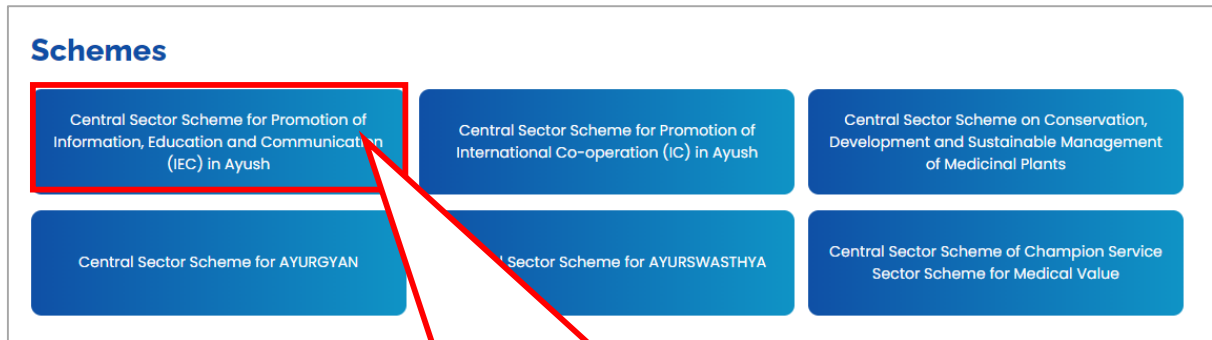 Schemes
Central Sector Scheme for Promotion of
Information, Education and Communication
(IEC) in Ayush
Central Sector Scheme for Promotion of
International Co-operation (IC) in Ayush
Central Sector Scheme on Conservation,
Development and Sustainable Management
of Medicinal Plants
Central Sector Scheme for AYURGYAN
Sector Scheme for AYURSWASTHYA
Central Sector Scheme of Champion Service
Sector Scheme for Medical Value